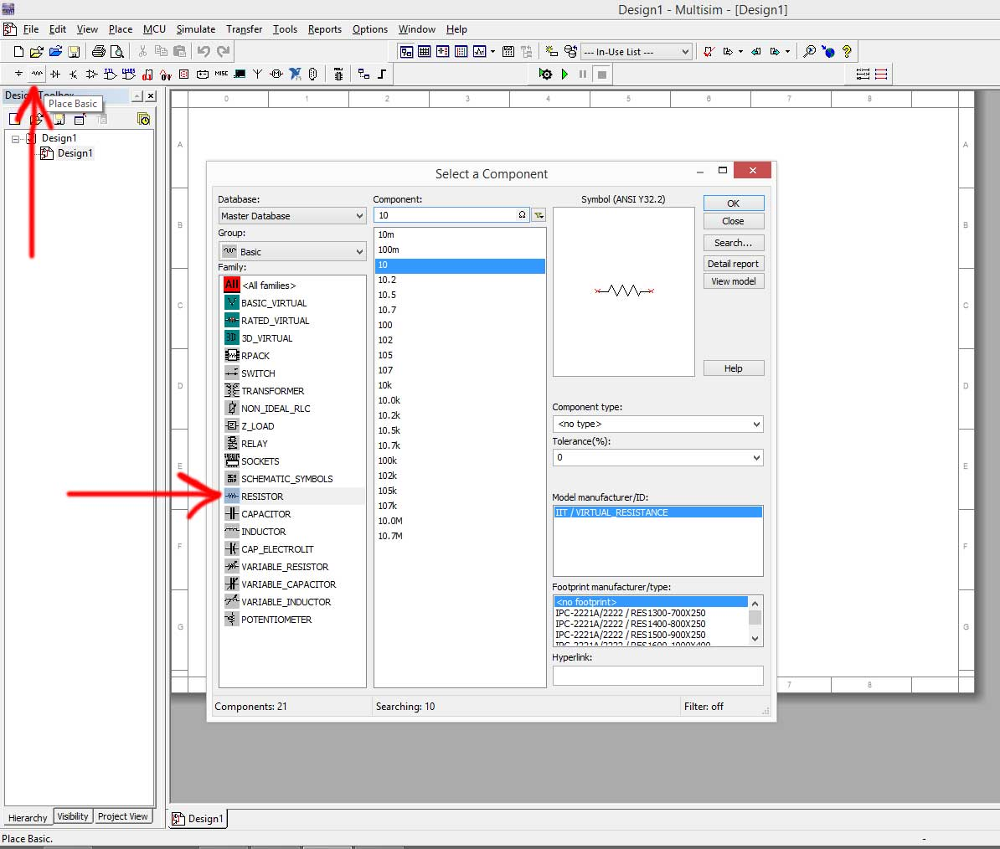 Design1 - Multisim - [Design1]
File Edit View Place MCU Simulate Transfer Tools Reports Options Window Help
--- In-Use List ---
MISC
Place Basic
0 1 2 3 4 5 6 7 8
Design1
Design1
A A
B B
C C
D D
E E
F F
G G
7 8
Select a Component
Database:
Master Database
Group:
Basic
Family:
All <All families>
BASIC_VIRTUAL
RATED_VIRTUAL
3D 3D_VIRTUAL
RPACK
SWITCH
TRANSFORMER
NON_IDEAL_RLC
Z_LOAD
RELAY
SOCKETS
SCHEMATIC_SYMBOLS
RESISTOR
CAPACITOR
INDUCTOR
CAP_ELECTROLIT
VARIABLE_RESISTOR
VARIABLE_CAPACITOR
VARIABLE_INDUCTOR
POTENTIOMETER
Component:
10 Ω
10m
100m
10
10.2
10.5
10.7
100
102
105
107
10k
10.0k
10.2k
10.5k
10.7k
100k
102k
105k
107k
10.0M
10.7M
Symbol (ANSI Y32.2)
OK
Close
Search...
Detail report
View model
Help
Component type:
<no type>
Tolerance(%):
0
Model manufacturer/ID:
IIT / VIRTUAL_RESISTANCE
Footprint manufacturer/type:
<no footprint>
IPC-2221A/2222 / RES1300-700X250
IPC-2221A/2222 / RES1400-800X250
IPC-2221A/2222 / RES1500-900X250
IPC-2221A/2222 / RES1600-1000X400
Hyperlink:
Components: 21 Searching: 10 Filter: off
Hierarchy Visibility Project View
Design1
Place Basic.
-